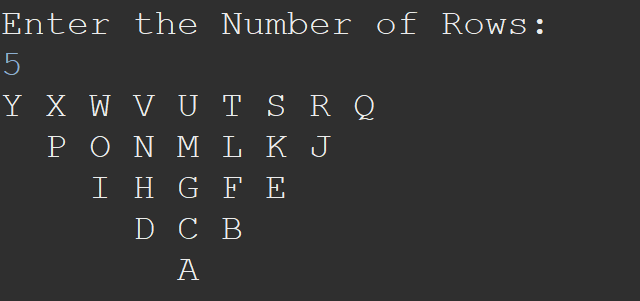 Enter the Number of Rows:
5
Y X W V U T S R Q
P O N M L K J
I H G F E
D C B
A